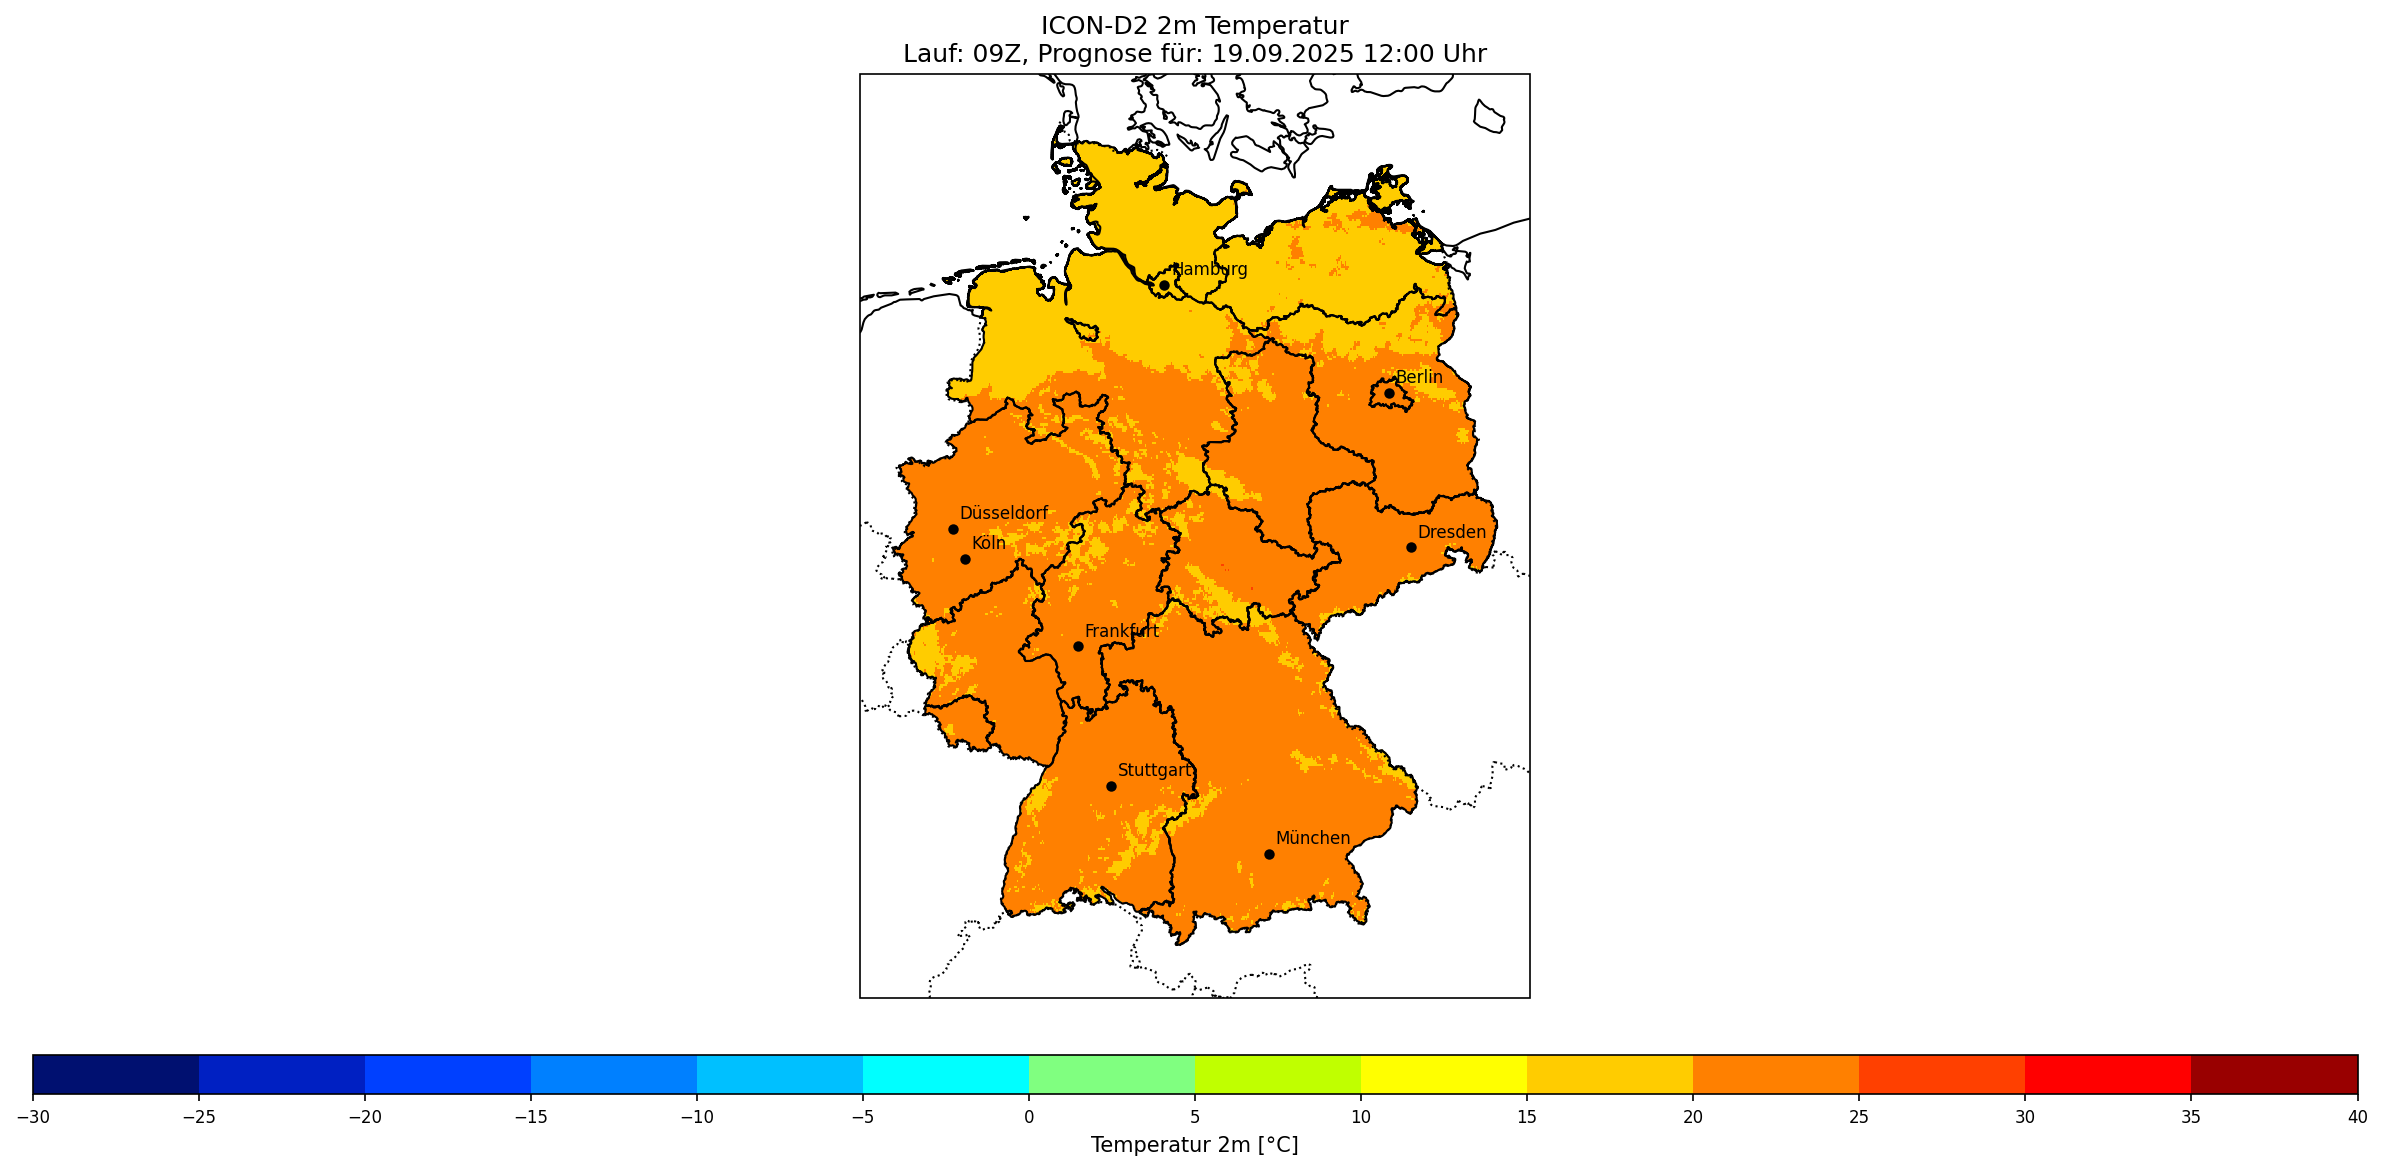 ICON-D2 2m Temperatur
Lauf: 09Z, Prognose für: 19.09.2025 12:00 Uhr
Hamburg
Berlin
Düsseldorf
Dresden
Köln
Frankfurt
Stuttgart
München
−30 −25 −20 −15 −10 −5 0 5 10 15 20 25 30 35 40
Temperatur 2m [°C]